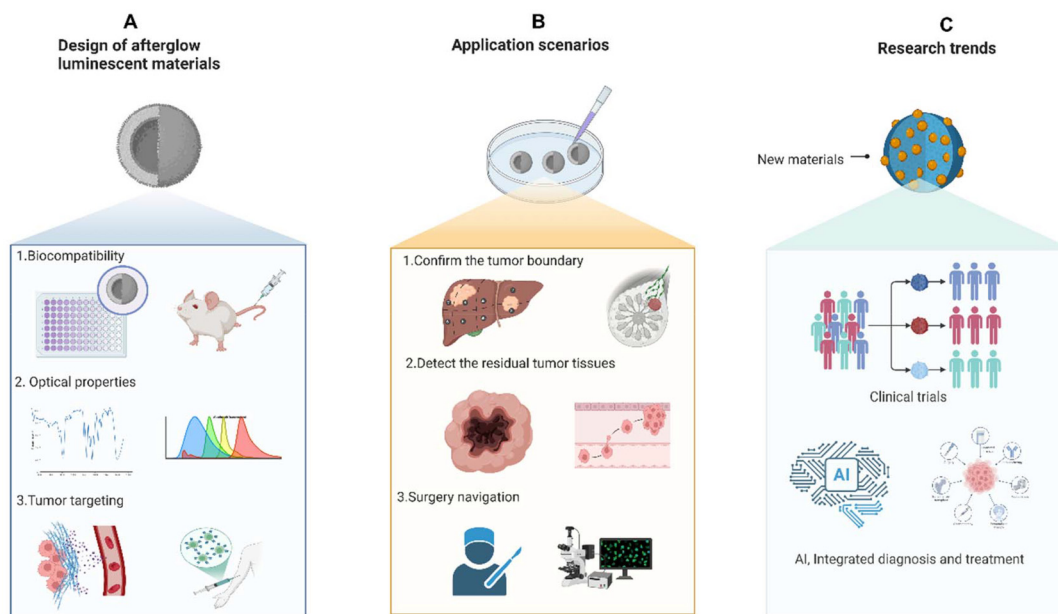 A
Design of afterglow
luminescent materials
1.Biocompatibility
2. Optical properties
3.Tumor targeting
B
Application scenarios
1.Confirm the tumor boundary
2.Detect the residual tumor tissues
3.Surgery navigation
C
Research trends
New materials
Clinical trials
AI
AI, Integrated diagnosis and treatment